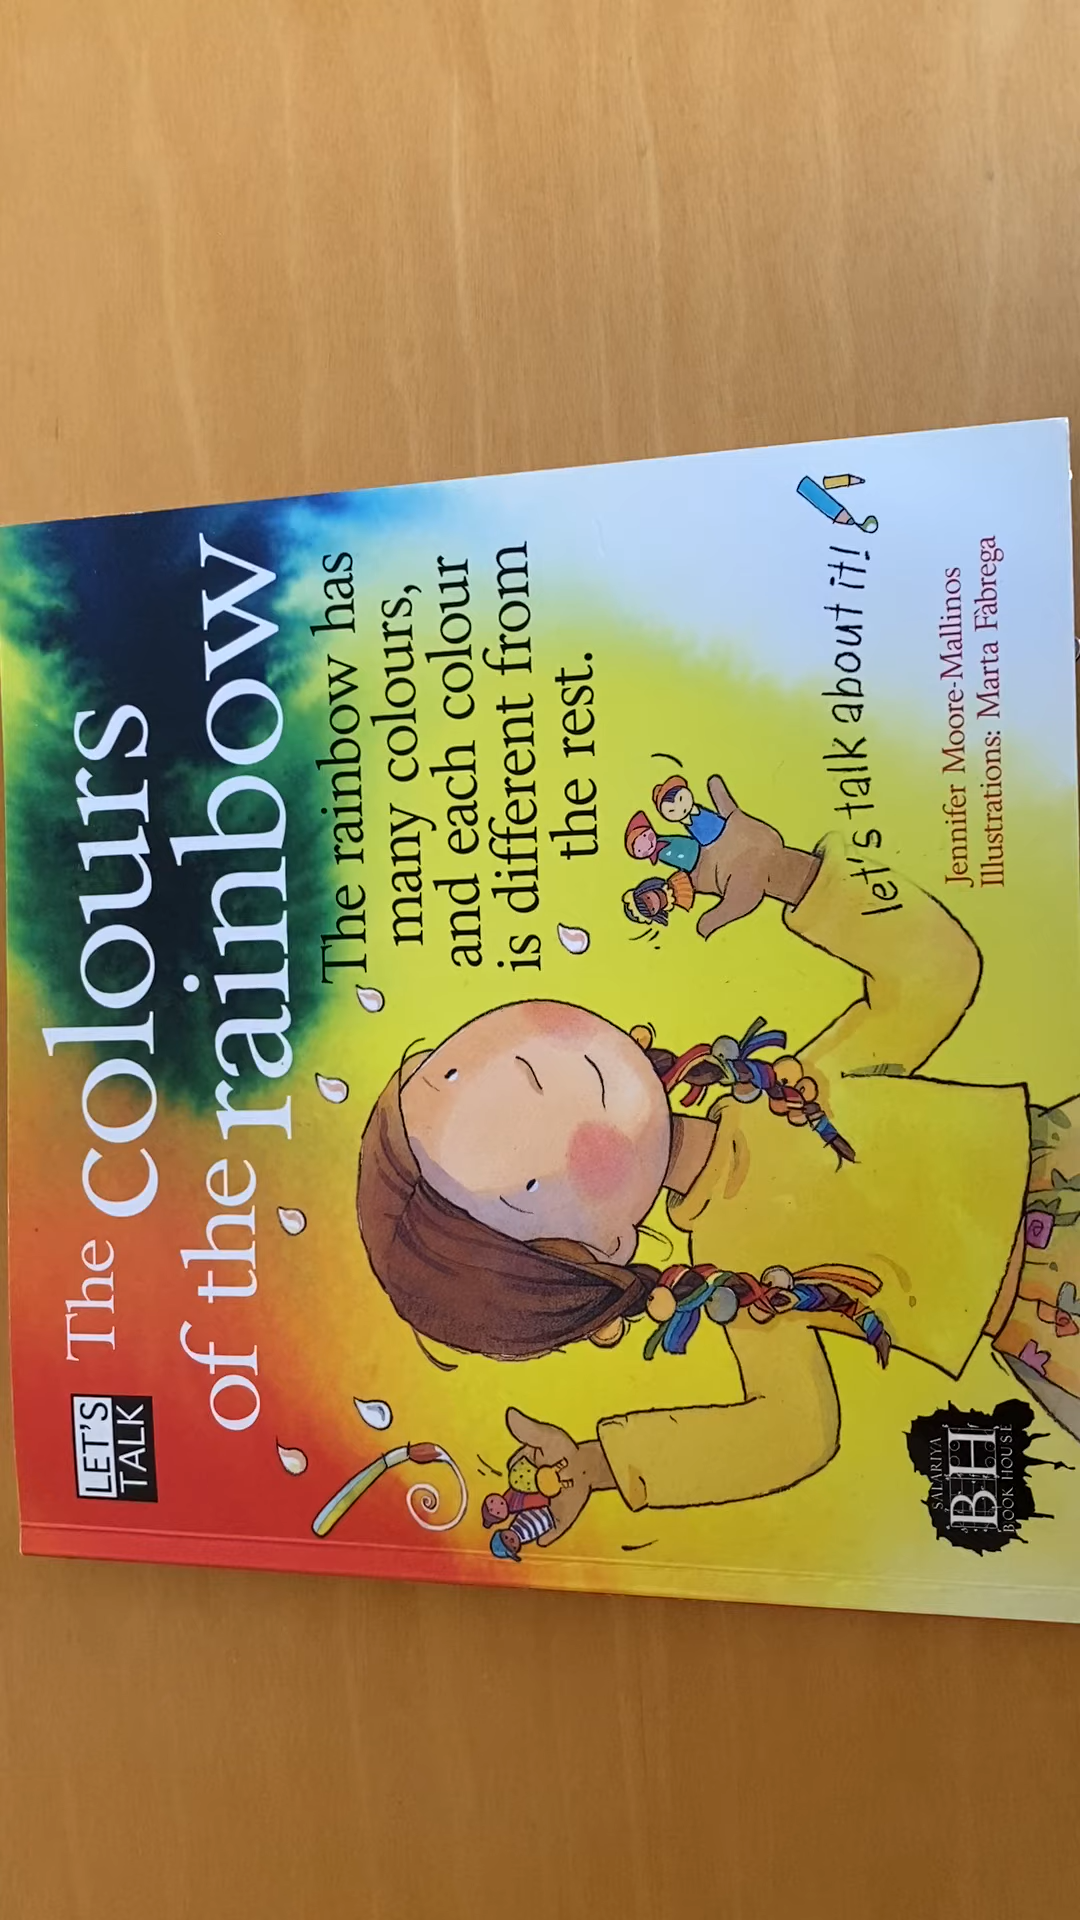 LET'S
TALK
The colours
of the rainbow
The rainbow has
many colours,
and each colour
is different from
the rest.
let's talk about it!
Jennifer Moore-Mallinos
Illustrations: Marta Fàbrega
SALARIYA
BH
BOOK HOUSE